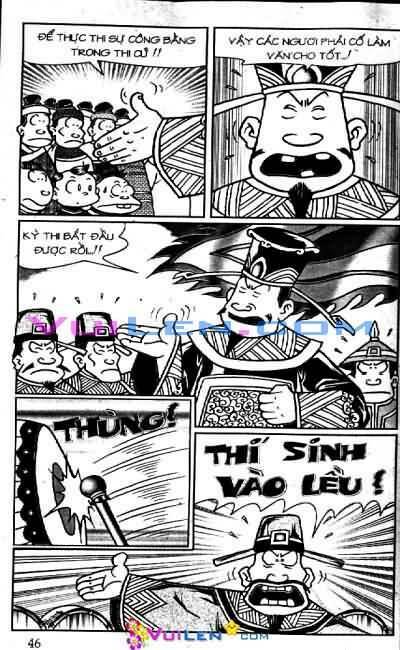 ĐỂ THỰC THI SỰ CÔNG BẰNG
TRONG THI CỬ !!
VẬY CÁC NGƯƠI PHẢI CỐ LÀM
VĂN CHO TỐT..!
KỲ THI BẮT ĐẦU
ĐƯỢC RỒI..!!
VUILEN.COM
THÙNG!
THÍ SINH
VÀO LỀU!
46
VUILEN
.COM